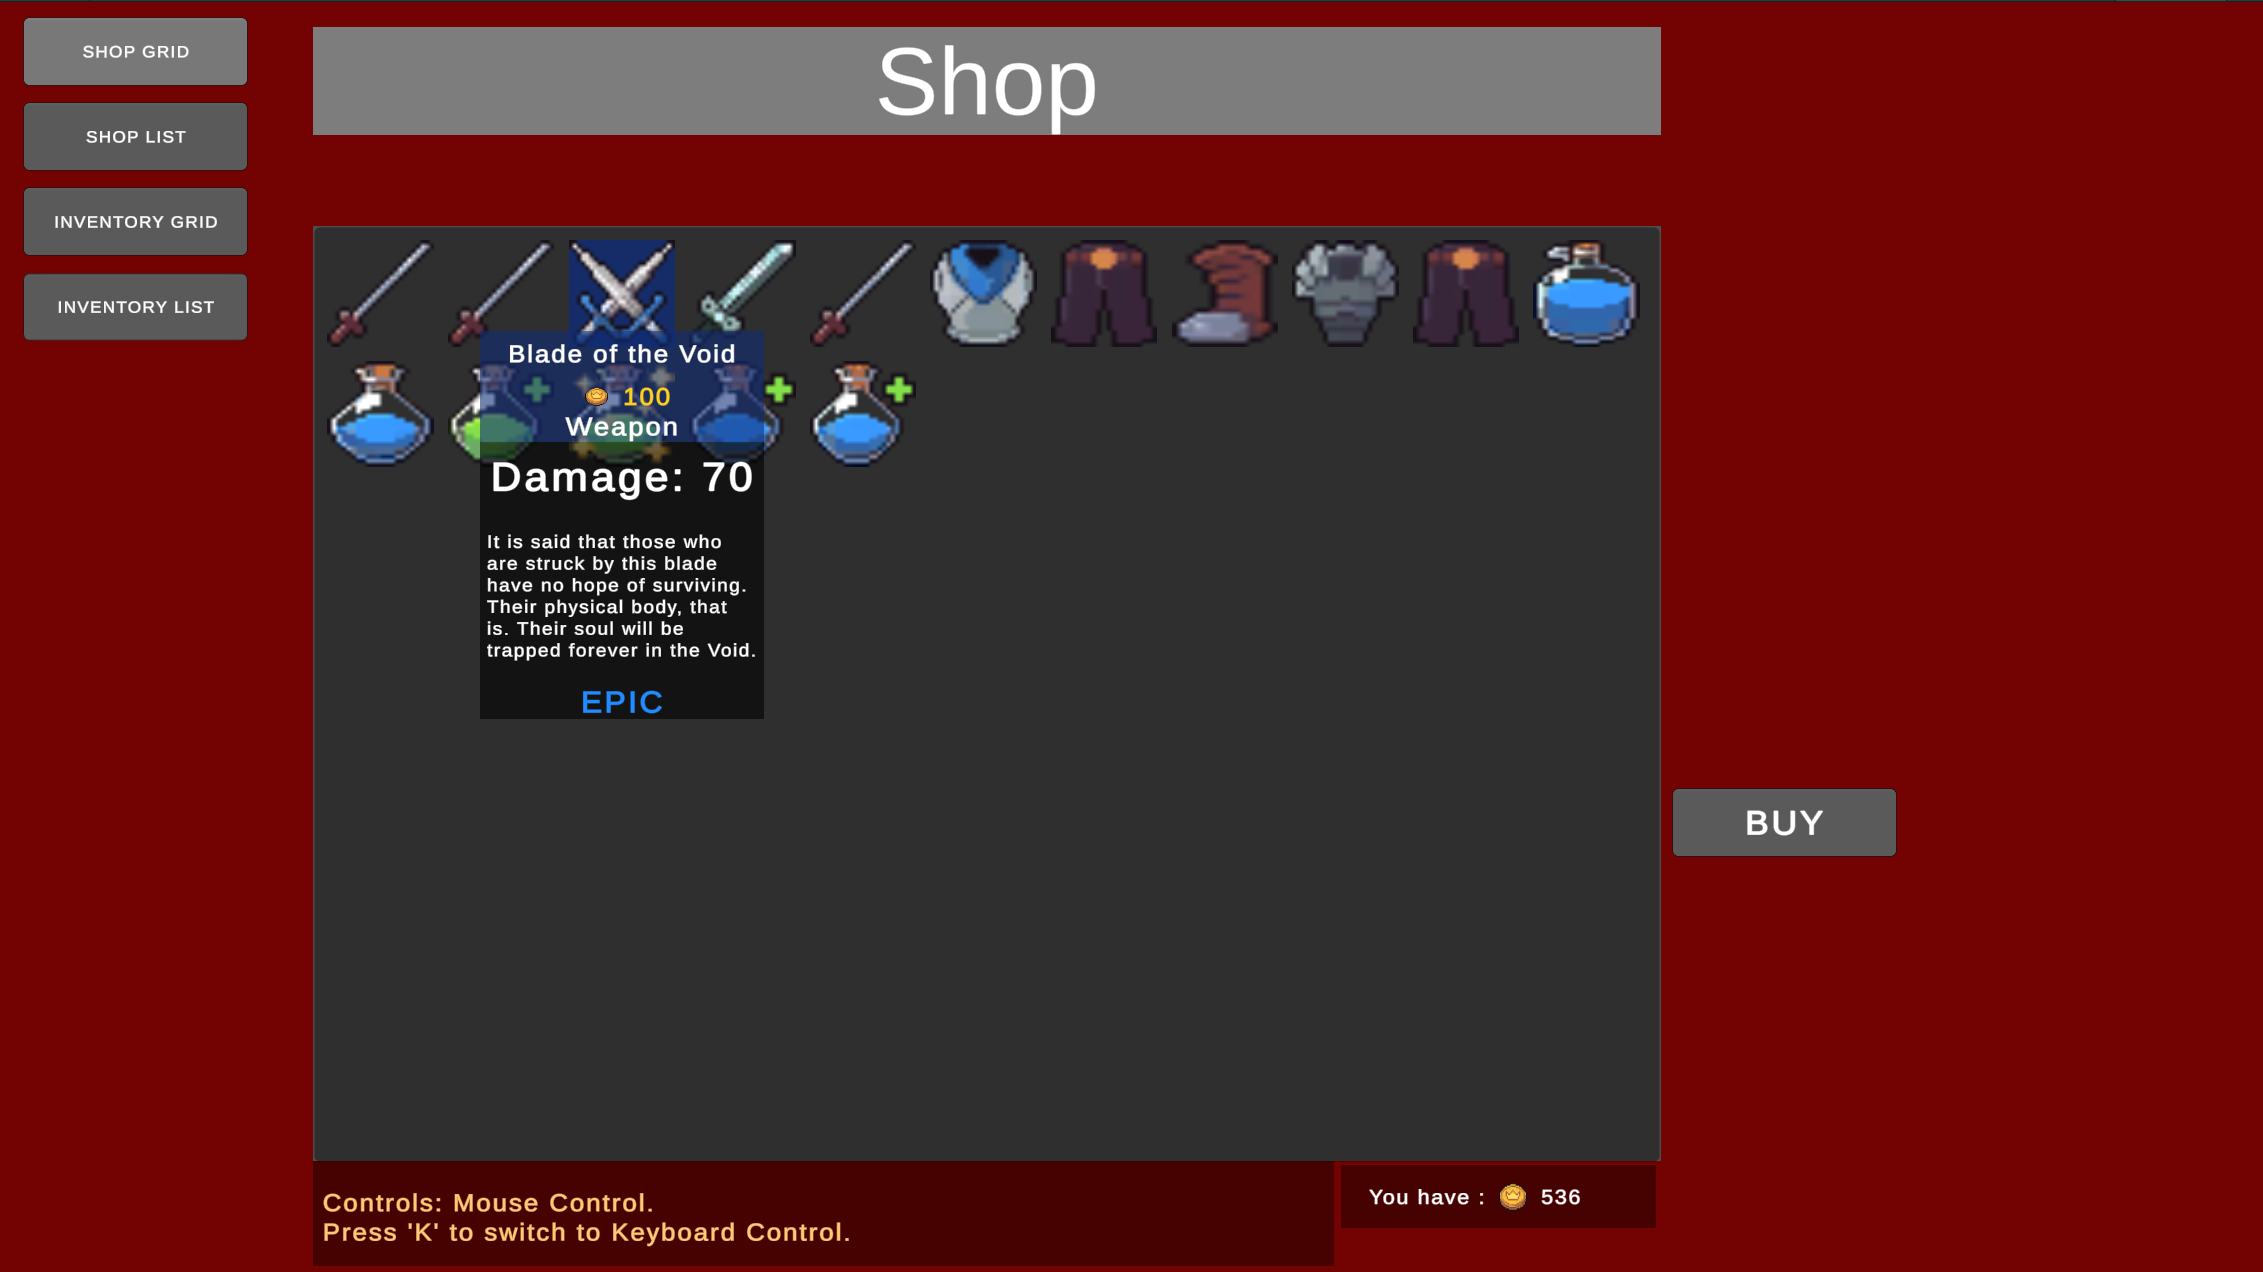 SHOP GRID
SHOP LIST
INVENTORY GRID
INVENTORY LIST
Shop
Blade of the Void
100
Weapon
Damage: 70
It is said that those who
are struck by this blade
have no hope of surviving.
Their physical body, that
is. Their soul will be
trapped forever in the Void.
EPIC
BUY
Controls: Mouse Control.
Press 'K' to switch to Keyboard Control.
You have : 536